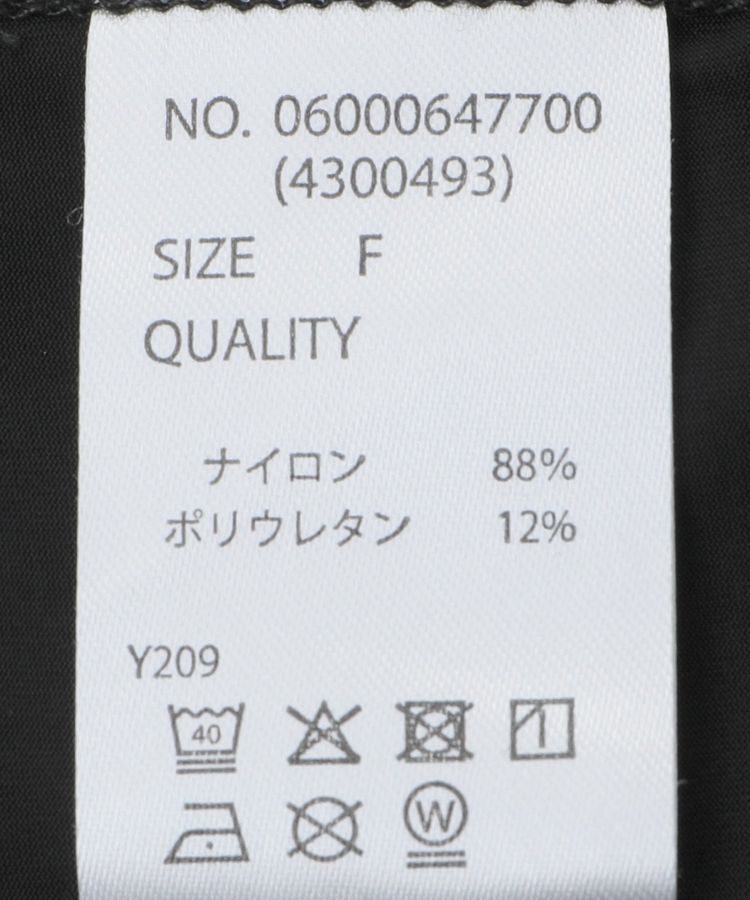 NO. 06000647700
(4300493)
SIZE F
QUALITY
ナイロン 88%
ポリウレタン 12%
Y209
40
W